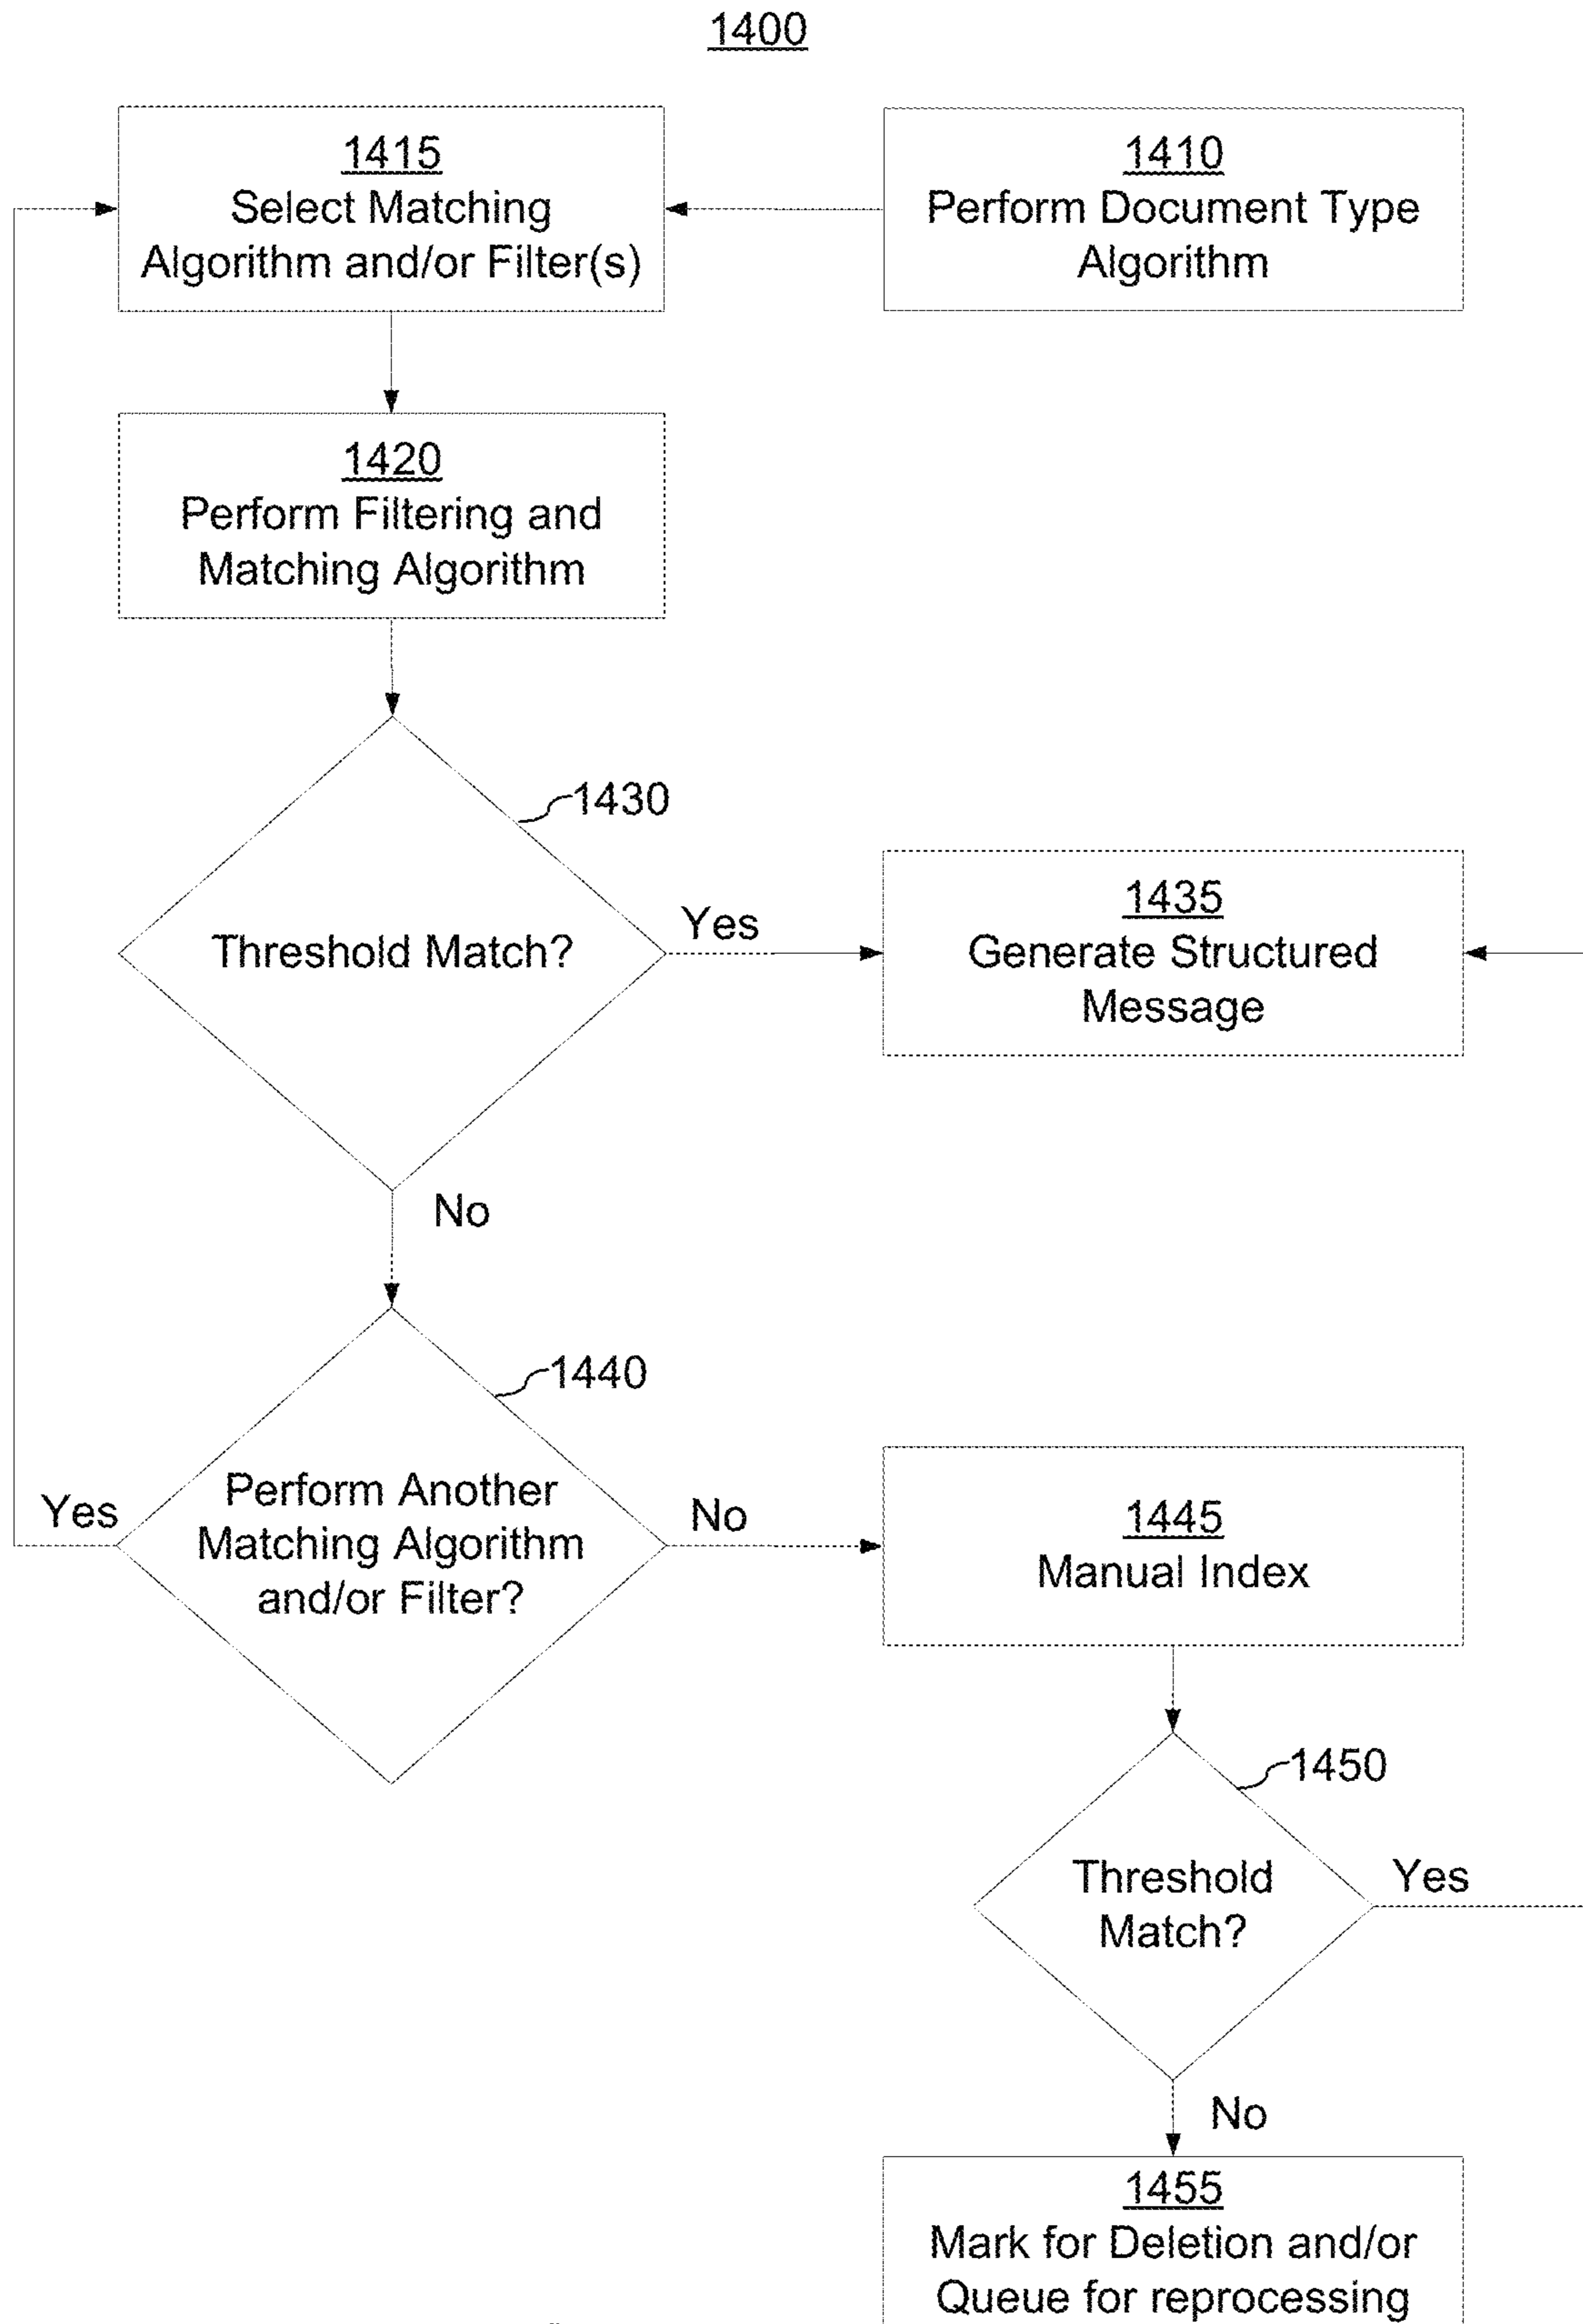 1400
1415
Select Matching
Algorithm and/or Filter(s)
1410
Perform Document Type
Algorithm
1420
Perform Filtering and
Matching Algorithm
1430
Threshold Match?
Yes
1435
Generate Structured
Message
No
1440
Perform Another
Matching Algorithm
and/or Filter?
Yes
No
1445
Manual Index
1450
Threshold
Match?
Yes
No
1455
Mark for Deletion and/or
Queue for reprocessing